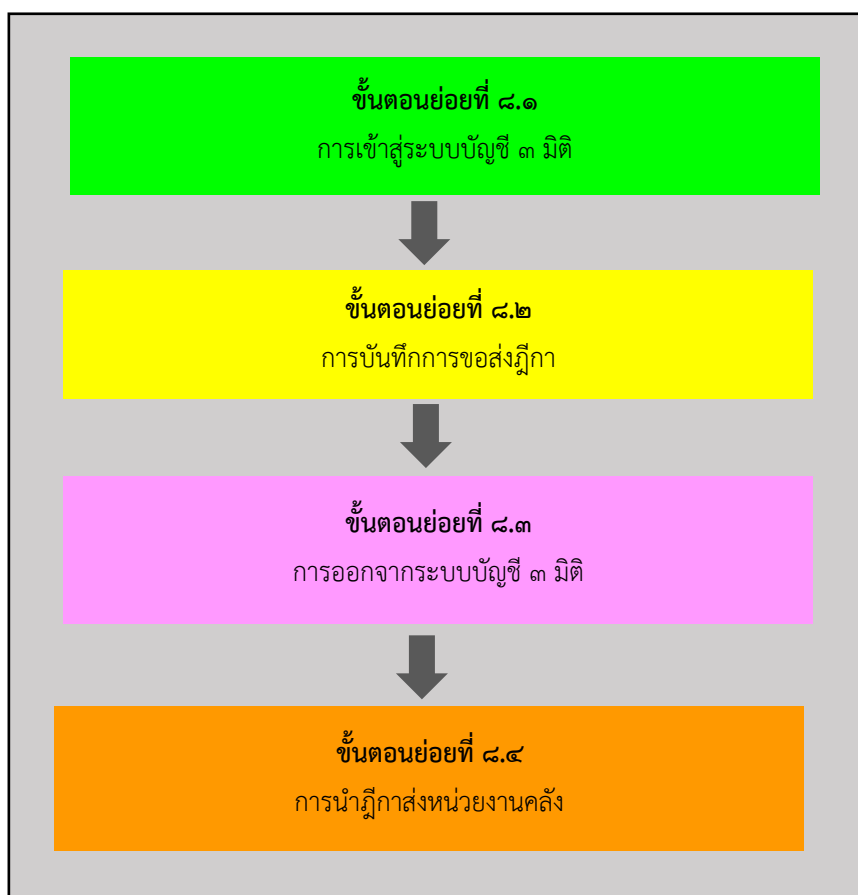 ขั้นตอนย่อยที่ ๘.๑
การเข้าสู่ระบบบัญชี ๓ มิติ
ขั้นตอนย่อยที่ ๘.๒
การบันทึกการขอส่งฎีกา
ขั้นตอนย่อยที่ ๘.๓
การออกจากระบบบัญชี ๓ มิติ
ขั้นตอนย่อยที่ ๘.๔
การนำฎีกาส่งหน่วยงานคลัง